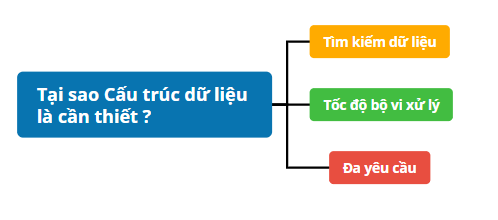 Tại sao Cấu trúc dữ liệu
là cần thiết ?
Tìm kiếm dữ liệu
Tốc độ bộ vi xử lý
Đa yêu cầu